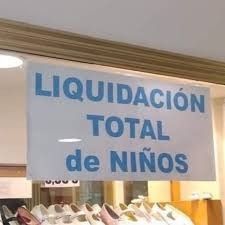 LIQUIDACIÓN
TOTAL
de NIÑOS